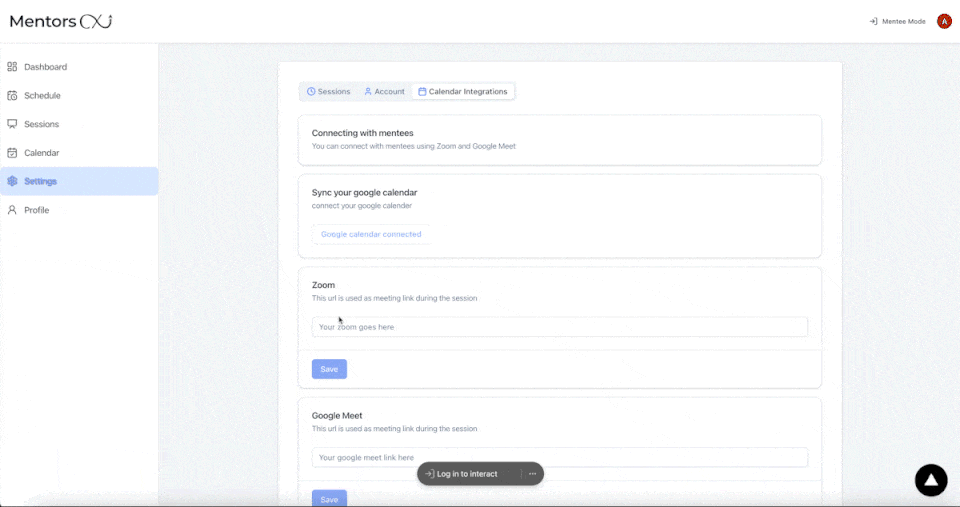 Mentors CXJ
Mentee Mode
A
Dashboard
Schedule
Sessions
Calendar
Settings
Profile
Sessions
Account
Calendar Integrations
Connecting with mentees
You can connect with mentees using Zoom and Google Meet
Sync your google calendar
connect your google calender
Google calendar connected
Zoom
This url is used as meeting link during the session
Your zoom goes here
Save
Google Meet
This url is used as meeting link during the session
Your google meet link here
Log in to interact
Save